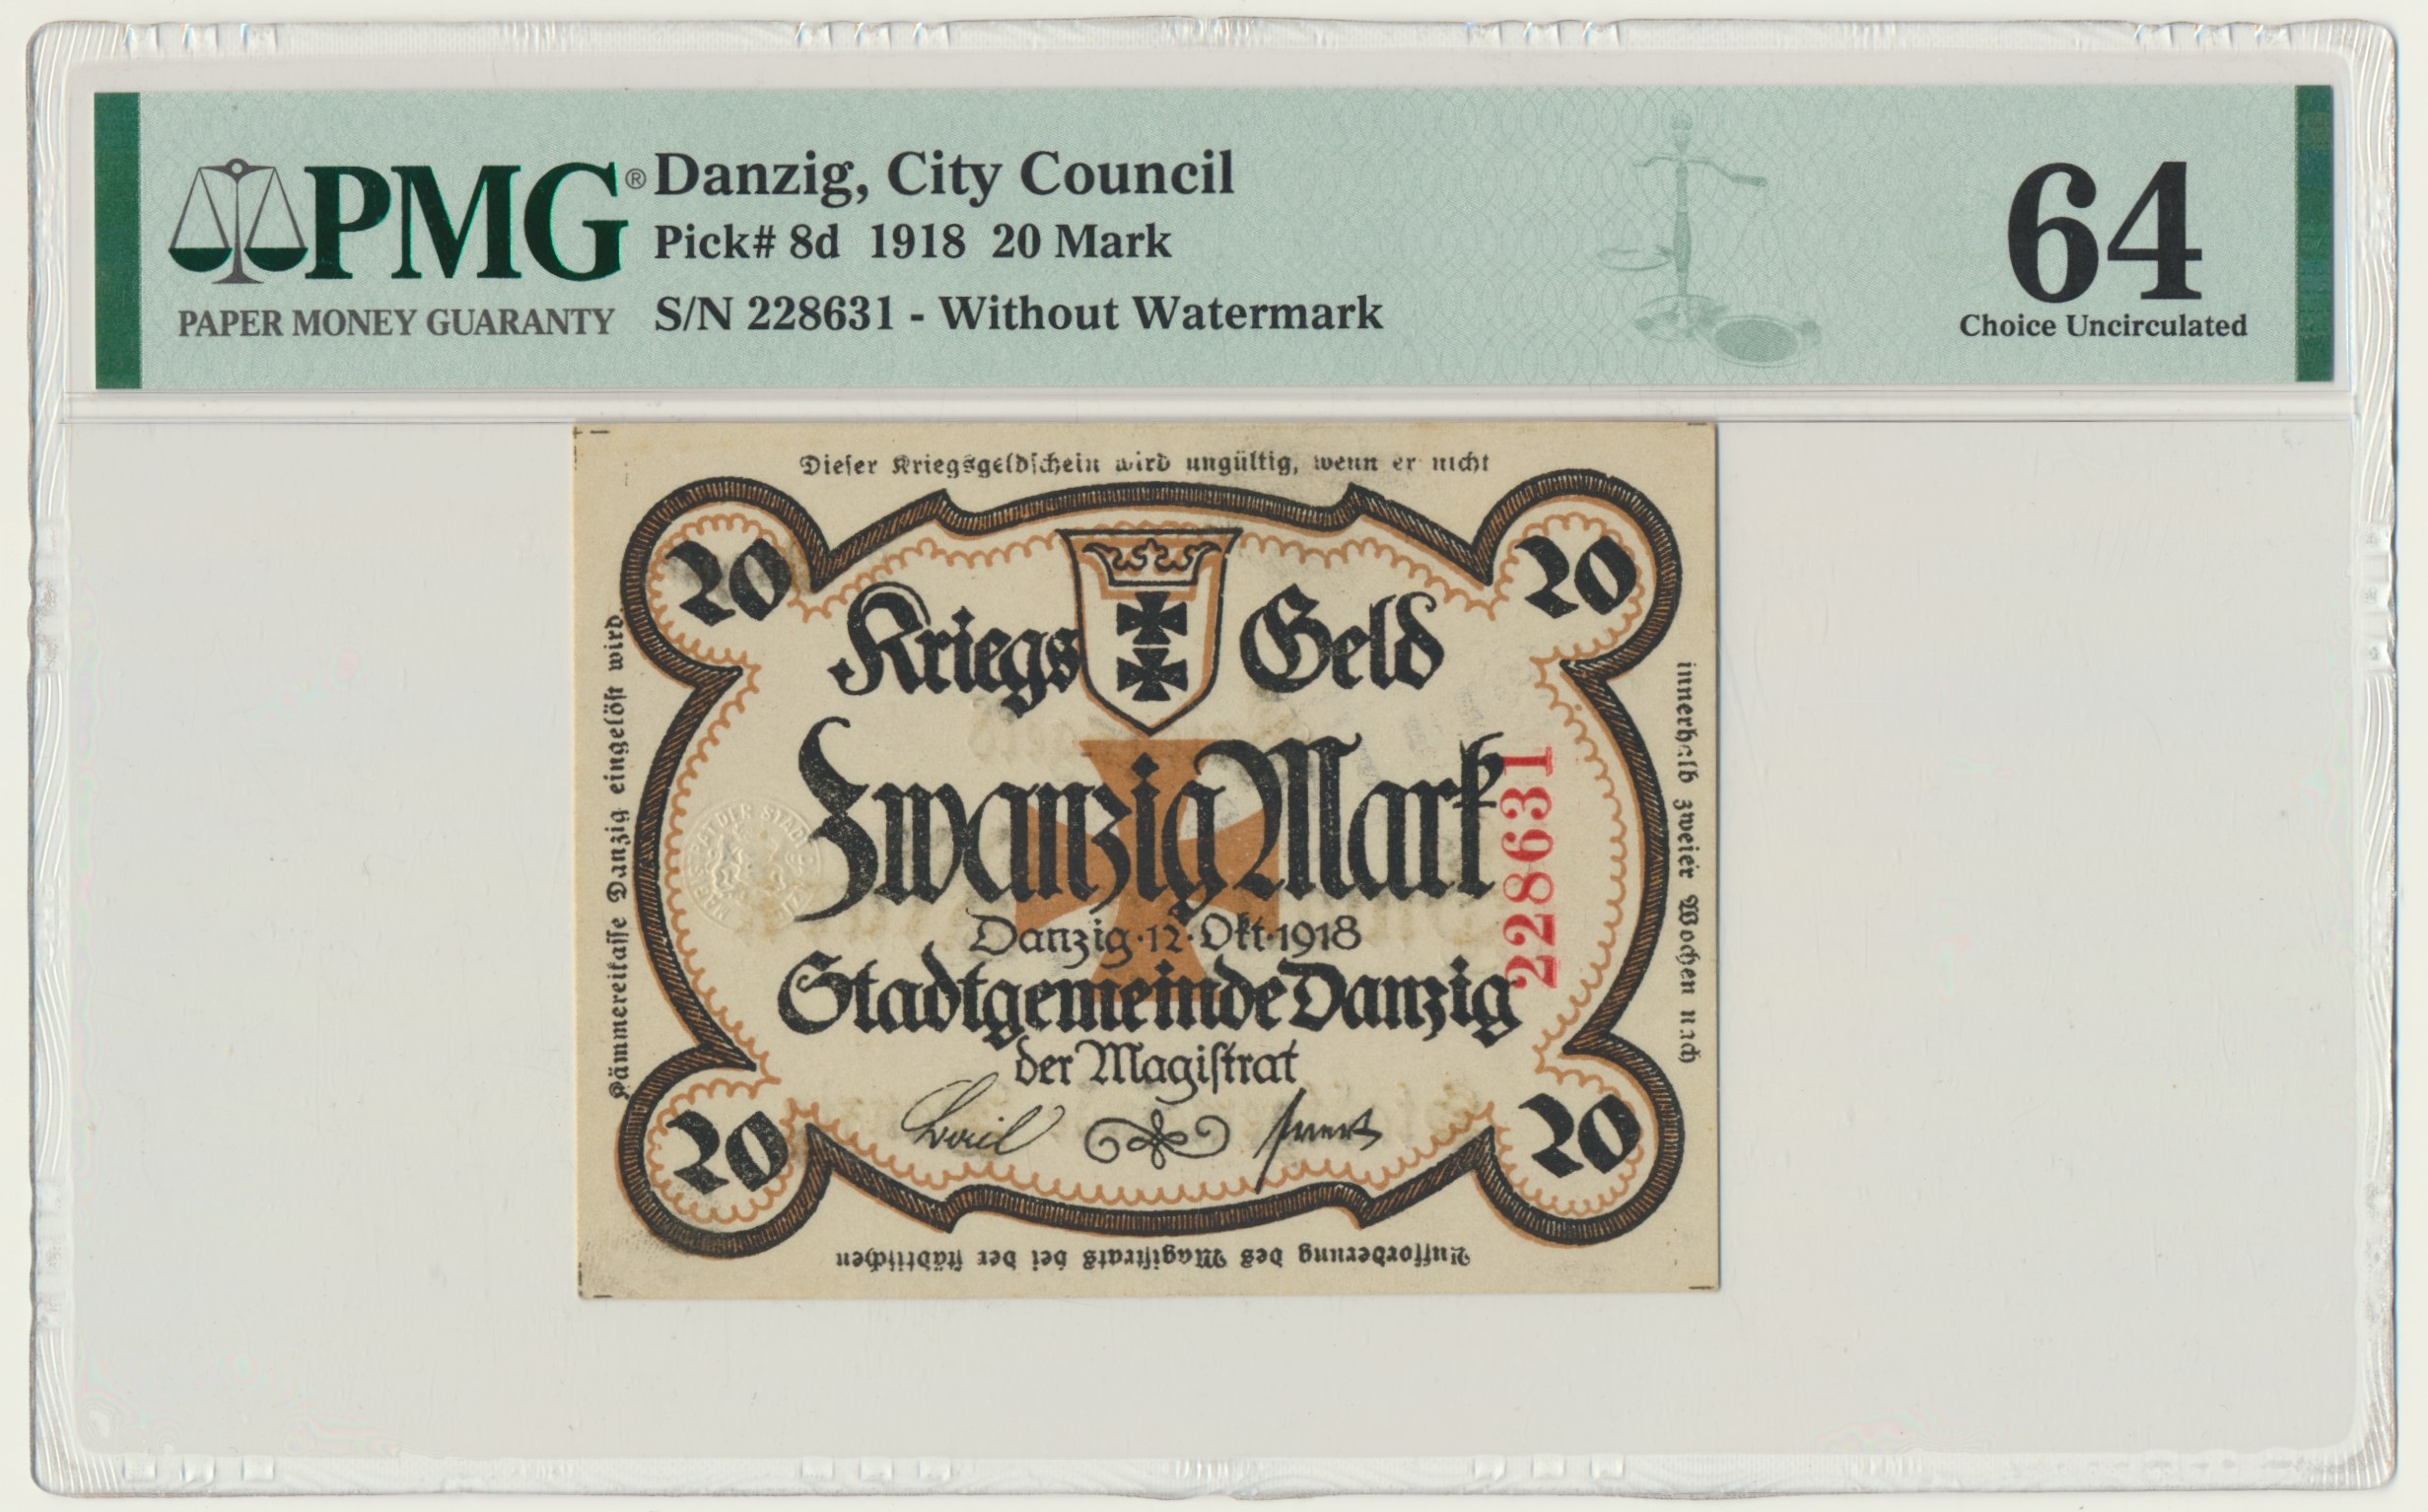 PMG®
PAPER MONEY GUARANTY
Danzig, City Council
Pick# 8d 1918 20 Mark
S/N 228631 - Without Watermark
64
Choice Uncirculated
Dieser Kriegsgeldschein wird ungültig, wenn er nicht
innerhalb zweier Wochen nach
Aufforderung des Magistrats bei der städtischen
Kämmereikasse Danzig eingelöst wird.
20
20
Kriegs Geld
Zwanzig Mark
228631
Danzig·12·Okt·1918
Stadtgemeinde Danzig
der Magistrat
20
20
DER STADT